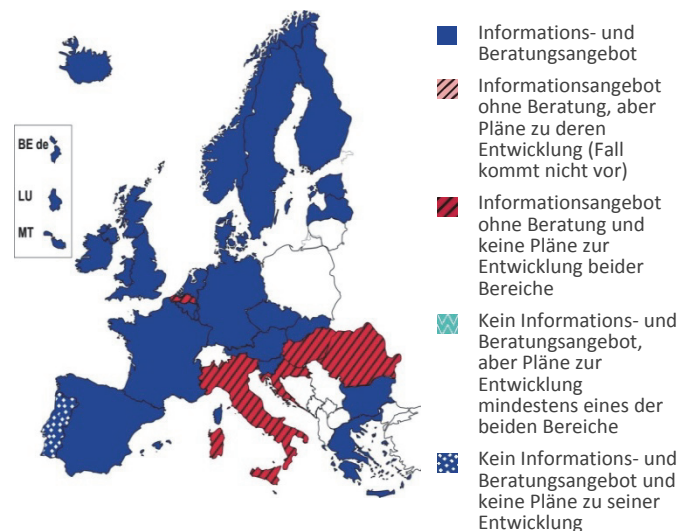 BE de
LU
MT
Informations- und
Beratungsangebot
Informationsangebot
ohne Beratung, aber
Pläne zu deren
Entwicklung (Fall
kommt nicht vor)
Informationsangebot
ohne Beratung und
keine Pläne zur
Entwicklung beider
Bereiche
Kein Informations- und
Beratungsangebot,
aber Pläne zur
Entwicklung
mindestens eines der
beiden Bereiche
Kein Informations- und
Beratungsangebot und
keine Pläne zu seiner
Entwicklung